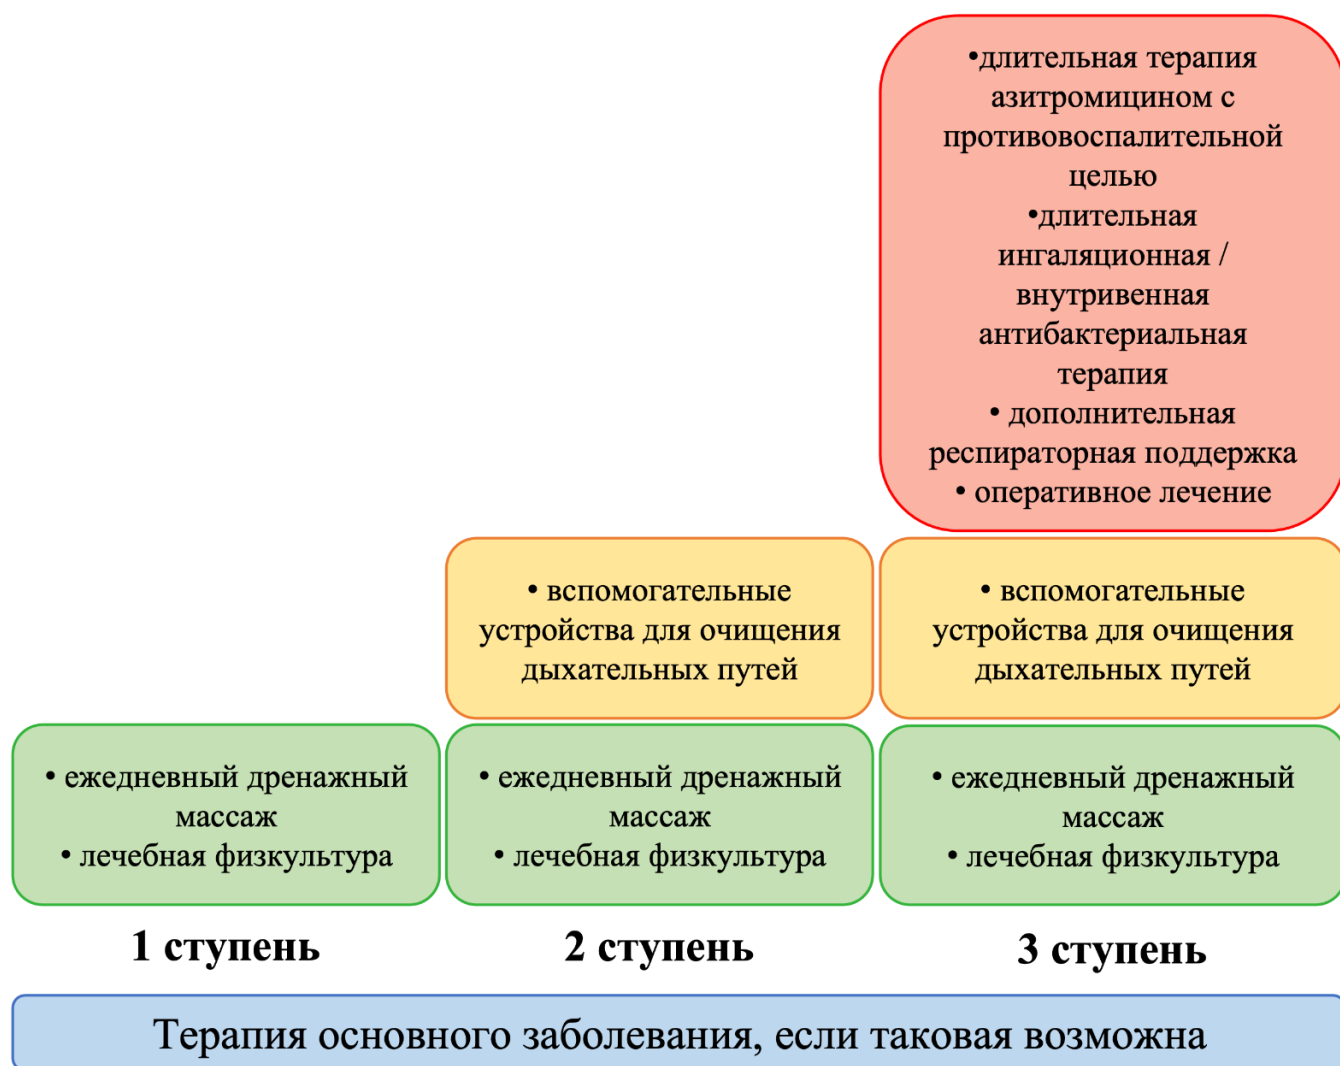 •длительная терапия
азитромицином с
противовоспалительной
целью
•длительная
ингаляционная /
внутривенная
антибактериальная
терапия
• дополнительная
респираторная поддержка
• оперативное лечение
• вспомогательные
устройства для очищения
дыхательных путей
• вспомогательные
устройства для очищения
дыхательных путей
• ежедневный дренажный
массаж
• лечебная физкультура
• ежедневный дренажный
массаж
• лечебная физкультура
• ежедневный дренажный
массаж
• лечебная физкультура
1 ступень
2 ступень
3 ступень
Терапия основного заболевания, если таковая возможна